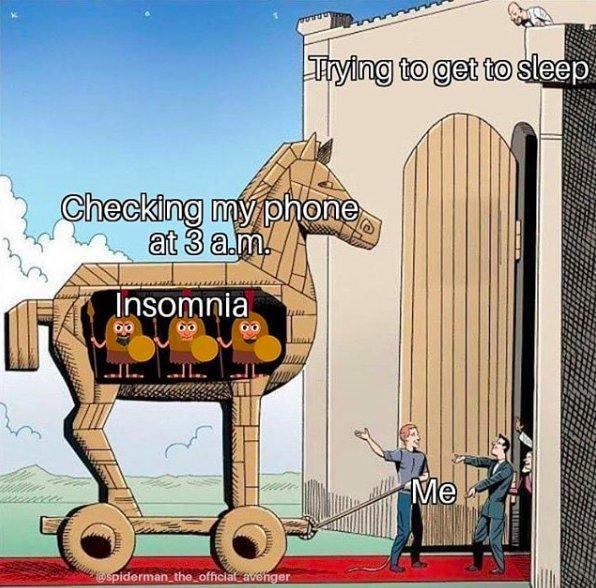 Trying to get to sleep
Checking my phone
at 3 a.m.
Insomnia
Me
@spiderman_the_official_avenger